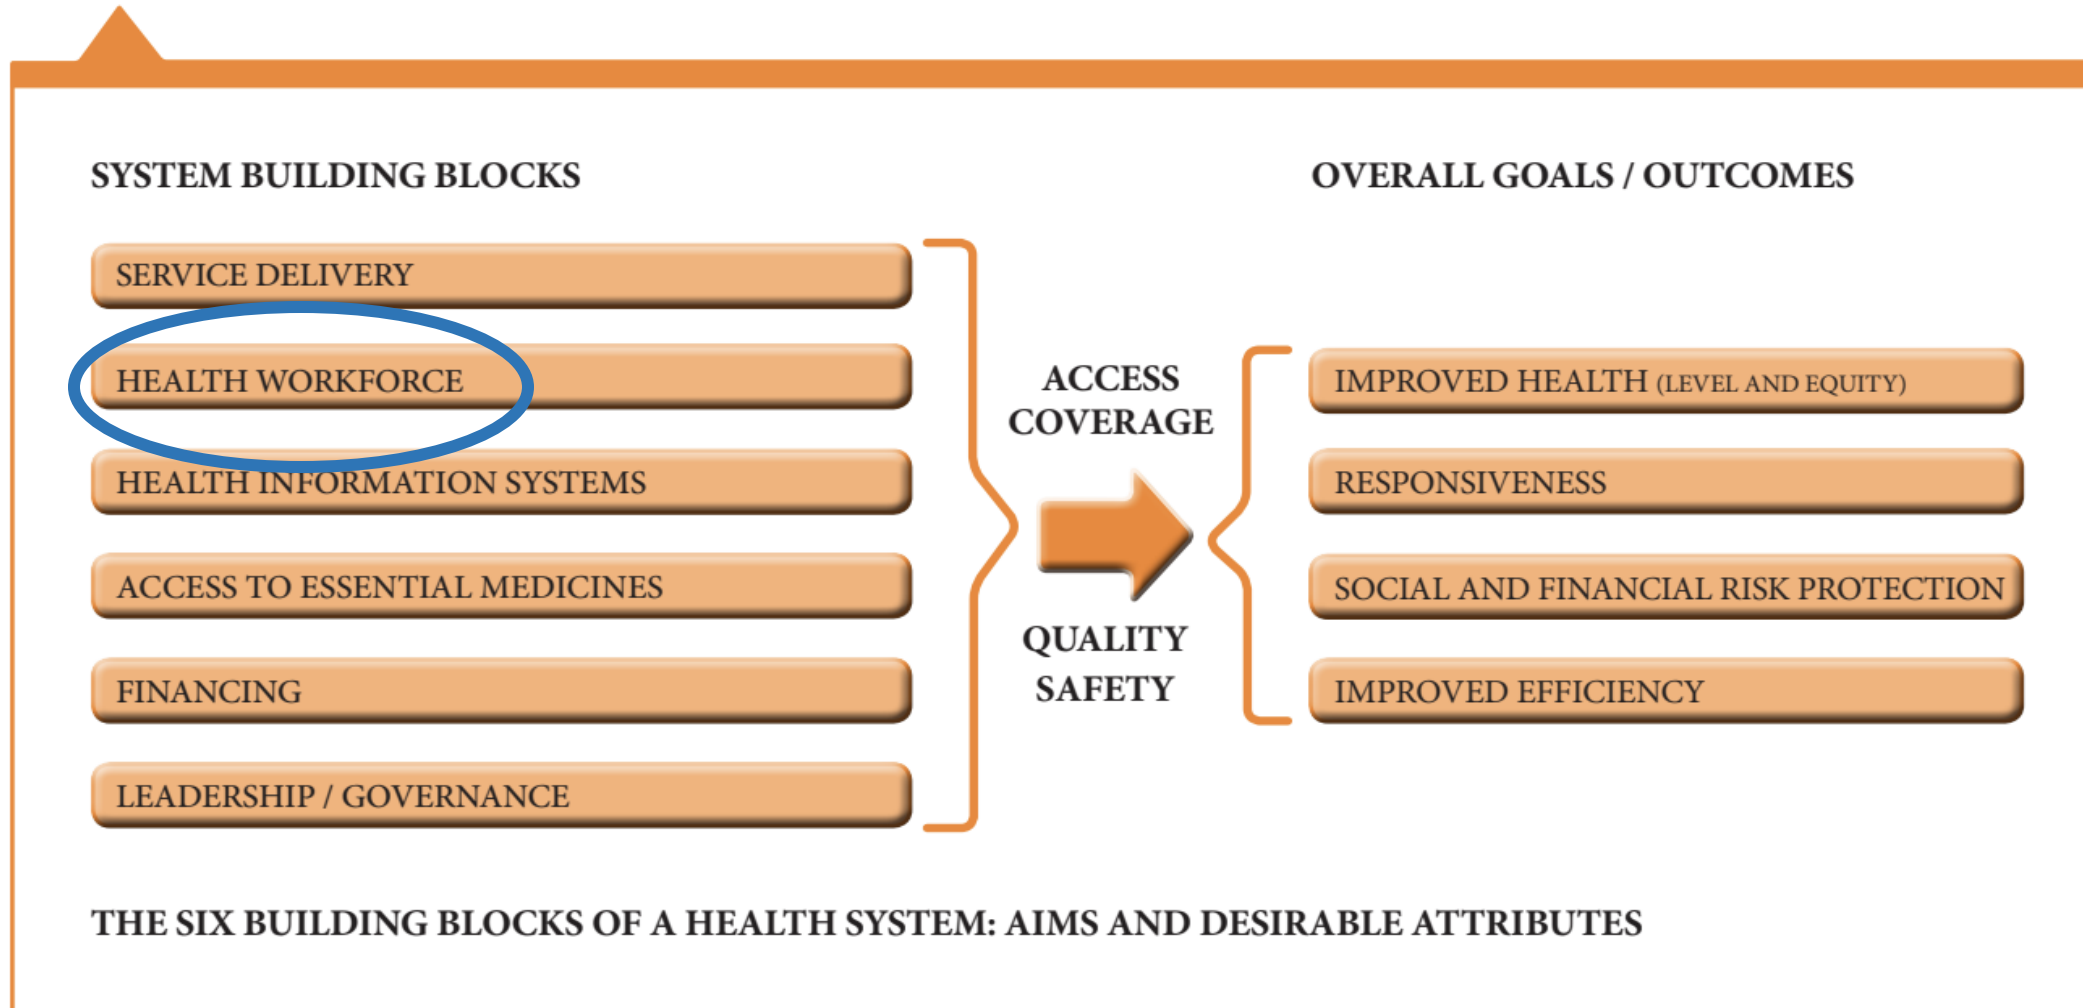 SYSTEM BUILDING BLOCKS
SERVICE DELIVERY
HEALTH WORKFORCE
HEALTH INFORMATION SYSTEMS
ACCESS TO ESSENTIAL MEDICINES
FINANCING
LEADERSHIP / GOVERNANCE
ACCESS
COVERAGE
QUALITY
SAFETY
OVERALL GOALS / OUTCOMES
IMPROVED HEALTH (LEVEL AND EQUITY)
RESPONSIVENESS
SOCIAL AND FINANCIAL RISK PROTECTION
IMPROVED EFFICIENCY
THE SIX BUILDING BLOCKS OF A HEALTH SYSTEM: AIMS AND DESIRABLE ATTRIBUTES